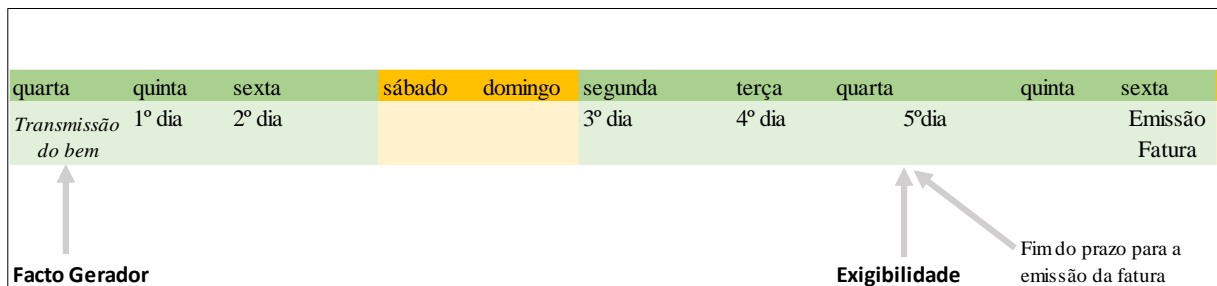 quarta quinta sexta sábado domingo segunda terça quarta quinta sexta
Transmissão 1º dia 2º dia 3º dia 4º dia 5ºdia Emissão
do bem Fatura
Fim do prazo para a
Facto Gerador Exigibilidade emissão da fatura